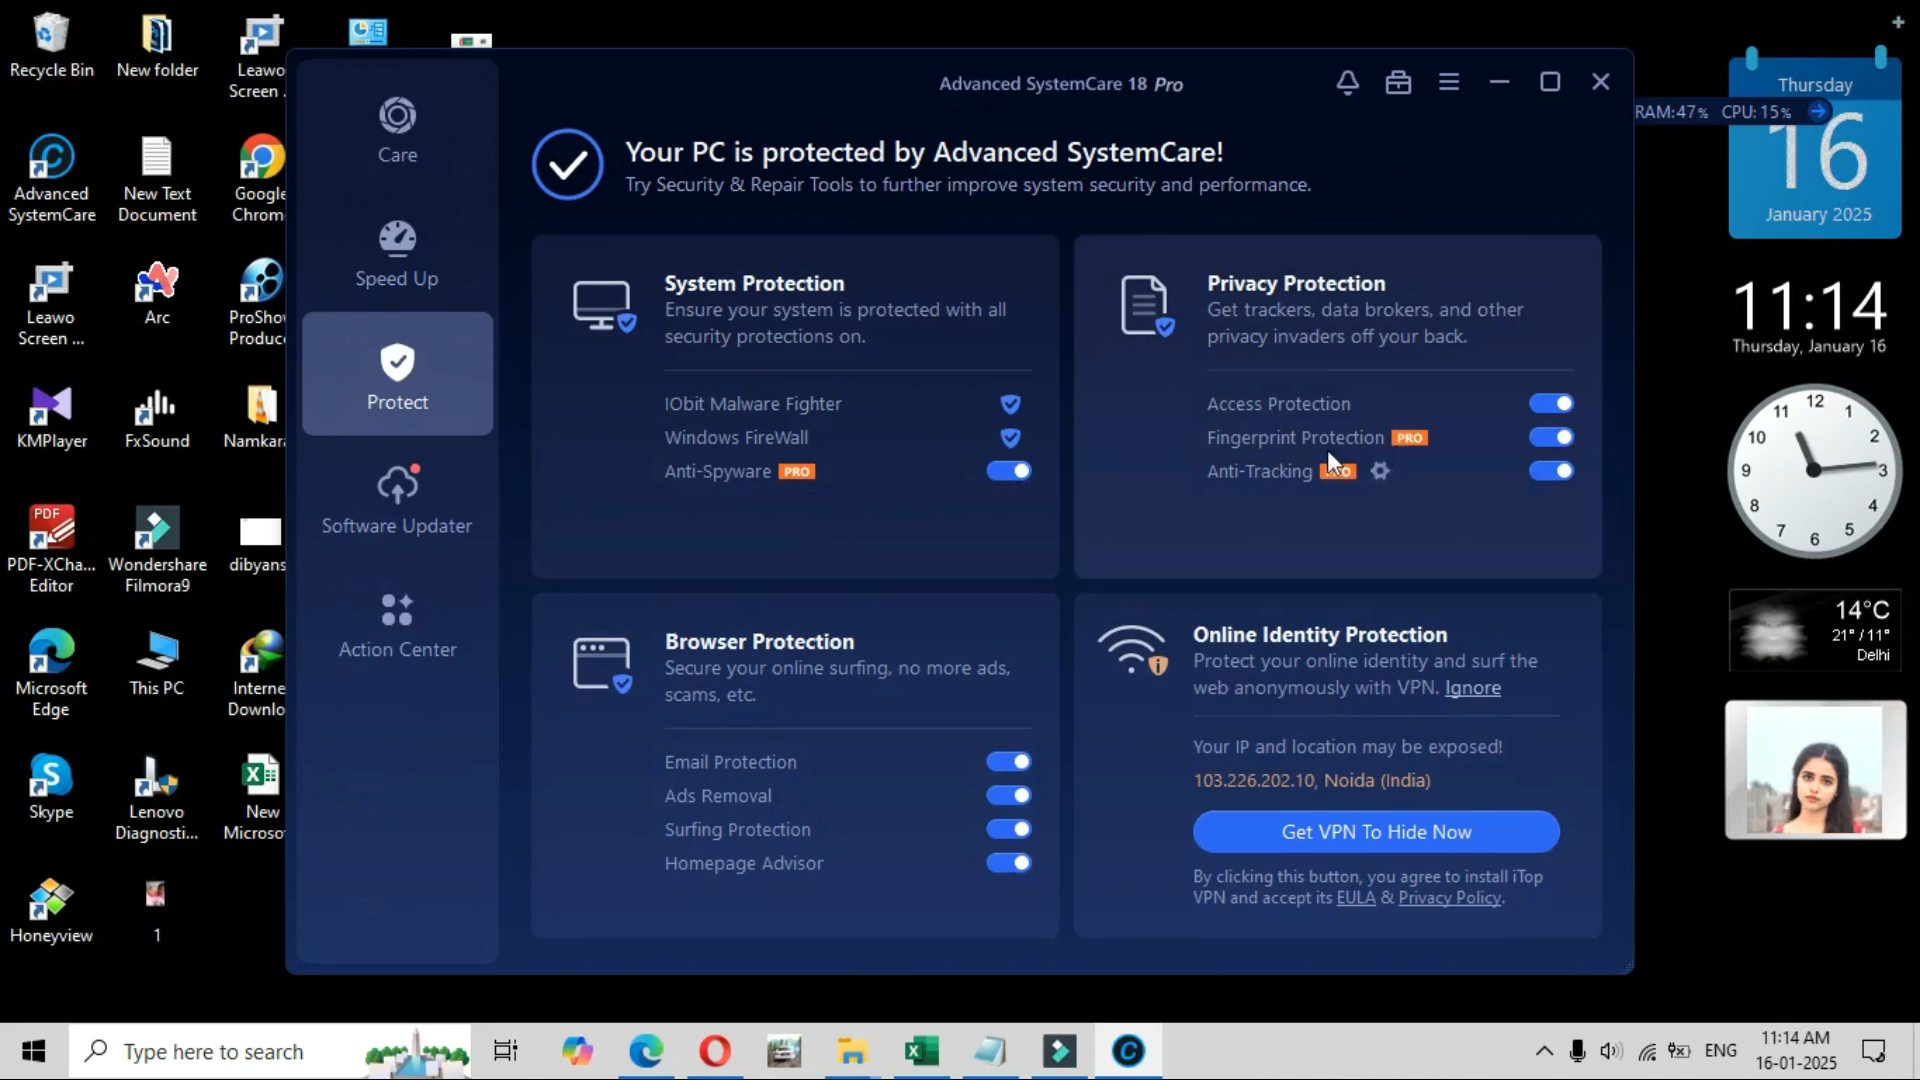 Recycle Bin
New folder
Leawo
Screen ...
Advanced
SystemCare
New Text
Document
Google
Chrom
Leawo
Screen ...
Arc
ProSho
Produce
KMPlayer
FxSound
Namkara
PDF-XCha...
Editor
Wondershare
Filmora9
dibyans
Microsoft
Edge
This PC
Interne
Downlo
Skype
Lenovo
Diagnosti...
New
Microsof
Honeyview
1
Advanced SystemCare 18 Pro
Care
Speed Up
Protect
Software Updater
Action Center
Your PC is protected by Advanced SystemCare!
Try Security & Repair Tools to further improve system security and performance.
System Protection
Ensure your system is protected with all
security protections on.
IObit Malware Fighter
Windows FireWall
Anti-Spyware PRO
Privacy Protection
Get trackers, data brokers, and other
privacy invaders off your back.
Access Protection
Fingerprint Protection PRO
Anti-Tracking
Browser Protection
Secure your online surfing, no more ads,
scams, etc.
Email Protection
Ads Removal
Surfing Protection
Homepage Advisor
Online Identity Protection
Protect your online identity and surf the
web anonymously with VPN. Ignore
Your IP and location may be exposed!
103.226.202.10, Noida (India)
Get VPN To Hide Now
By clicking this button, you agree to install iTop
VPN and accept its EULA & Privacy Policy.
Thursday
RAM:47% CPU:15%
16
January 2025
11:14
Thursday, January 16
12
1
2
3
4
5
6
7
8
9
10
11
14°C
21° / 11°
Delhi
Type here to search
ENG
11:14 AM
16-01-2025